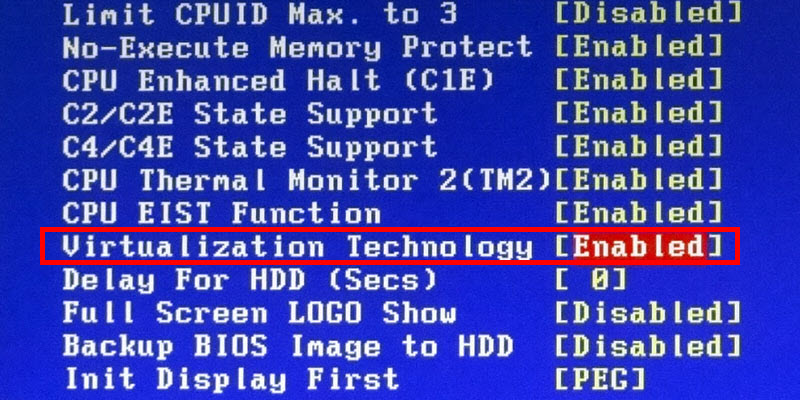 Limit CPUID Max. to 3 [Disabled]
No-Execute Memory Protect [Enabled]
CPU Enhanced Halt (C1E) [Enabled]
C2/C2E State Support [Enabled]
C4/C4E State Support [Enabled]
CPU Thermal Monitor 2(TM2)[Enabled]
CPU EIST Function [Enabled]
Virtualization Technology [Enabled]
Delay For HDD (Secs) [ 0]
Full Screen LOGO Show [Disabled]
Backup BIOS Image to HDD [Disabled]
Init Display First [PEG]